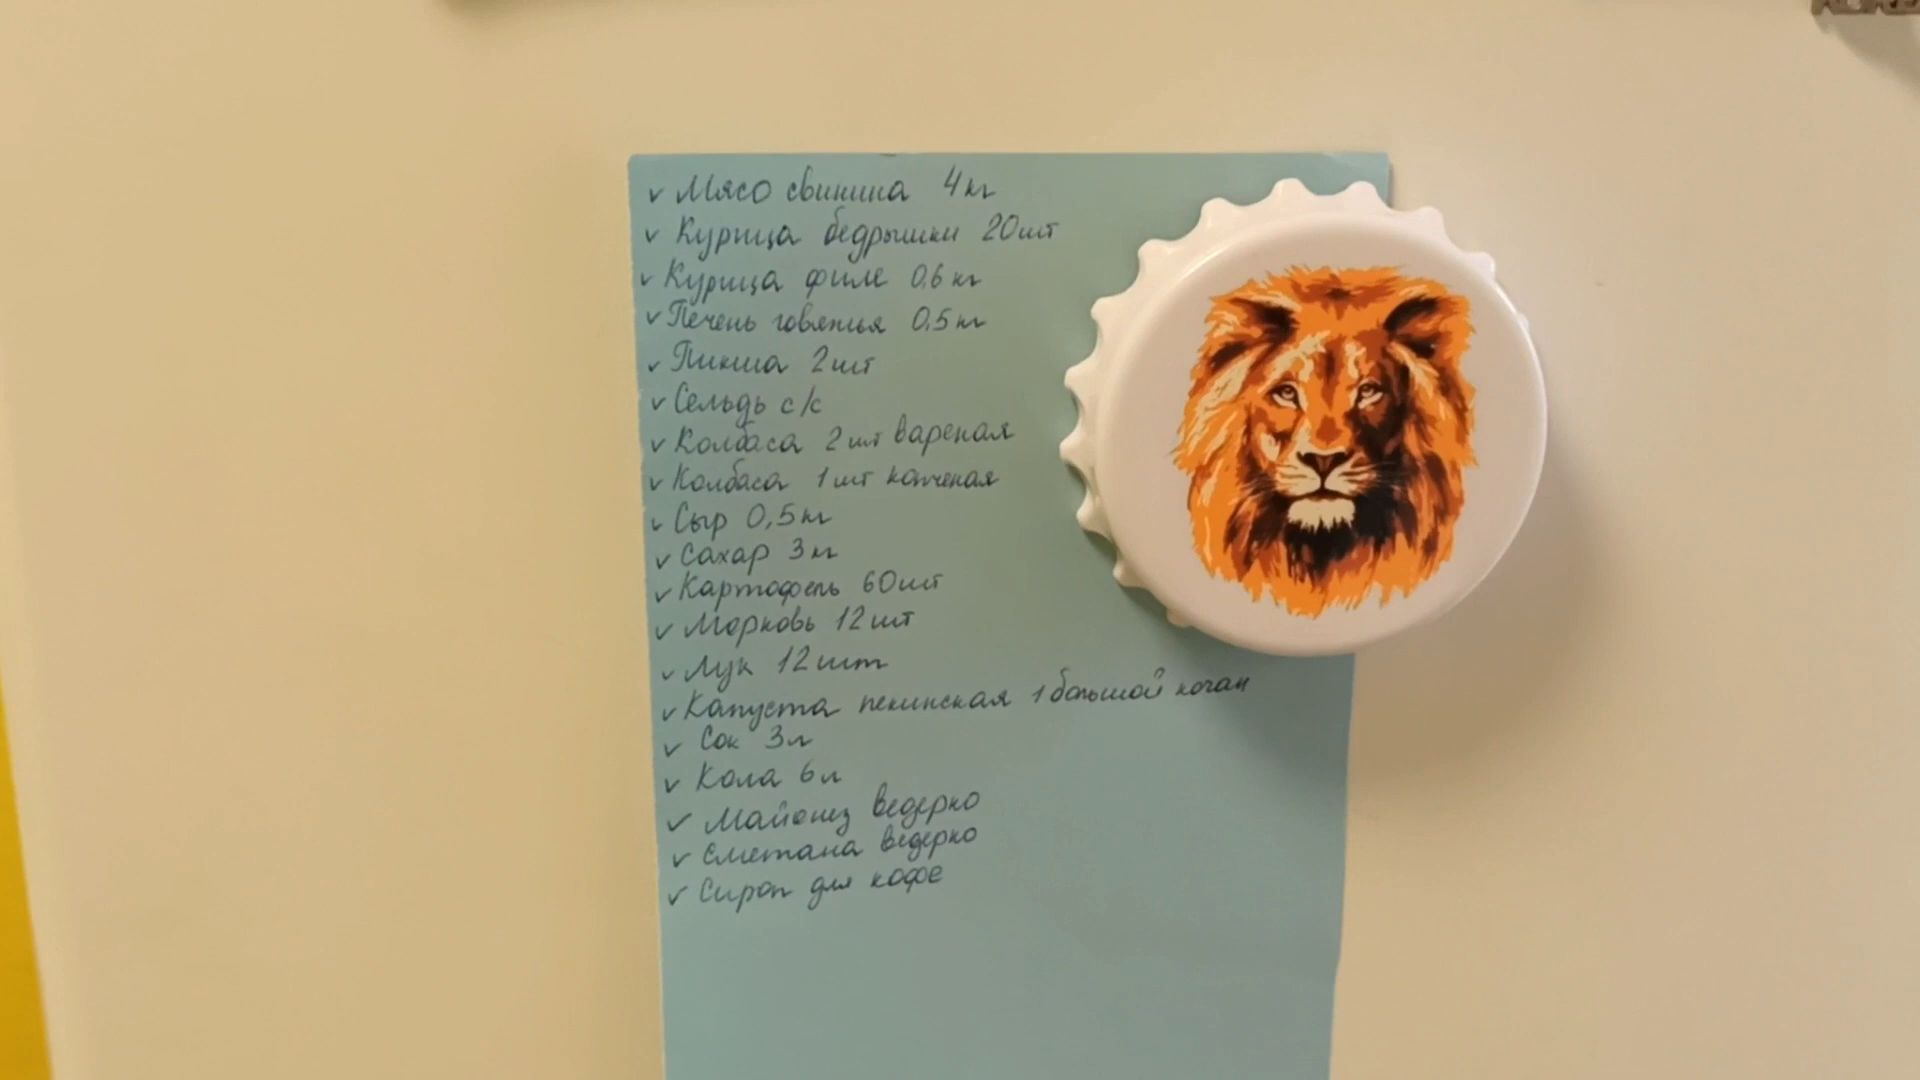 ✓ Мясо свинина 4кг
✓ Курица бедрышки 20шт
✓ Курица филе 0,6 кг
✓ Печень говяжья 0,5кг
✓ Пикша 2шт
✓ Сельдь с/с
✓ Колбаса 2шт вареная
✓ Колбаса 1шт копченая
✓ Сыр 0,5кг
✓ Сахар 3кг
✓ Картофель 60шт
✓ Морковь 12шт
✓ Лук 12шт
✓ Капуста пекинская 1 большой кочан
✓ Сок 3л
✓ Кола 6л
✓ Майонез ведерко
✓ Сметана ведерко
✓ Сироп для кофе